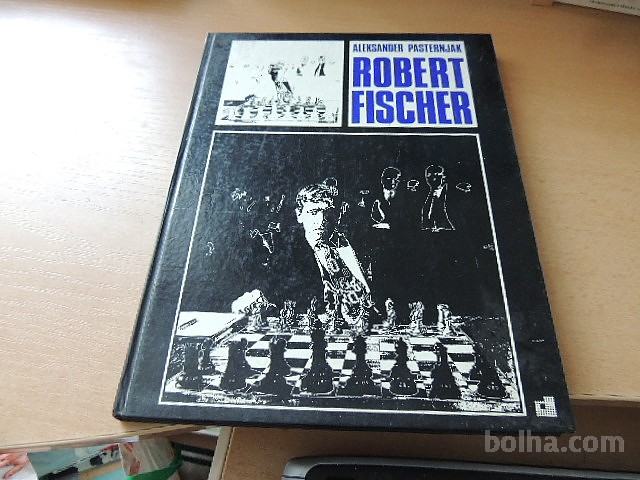 ALEKSANDER PASTERNJAK
ROBERT
FISCHER
bolha.com